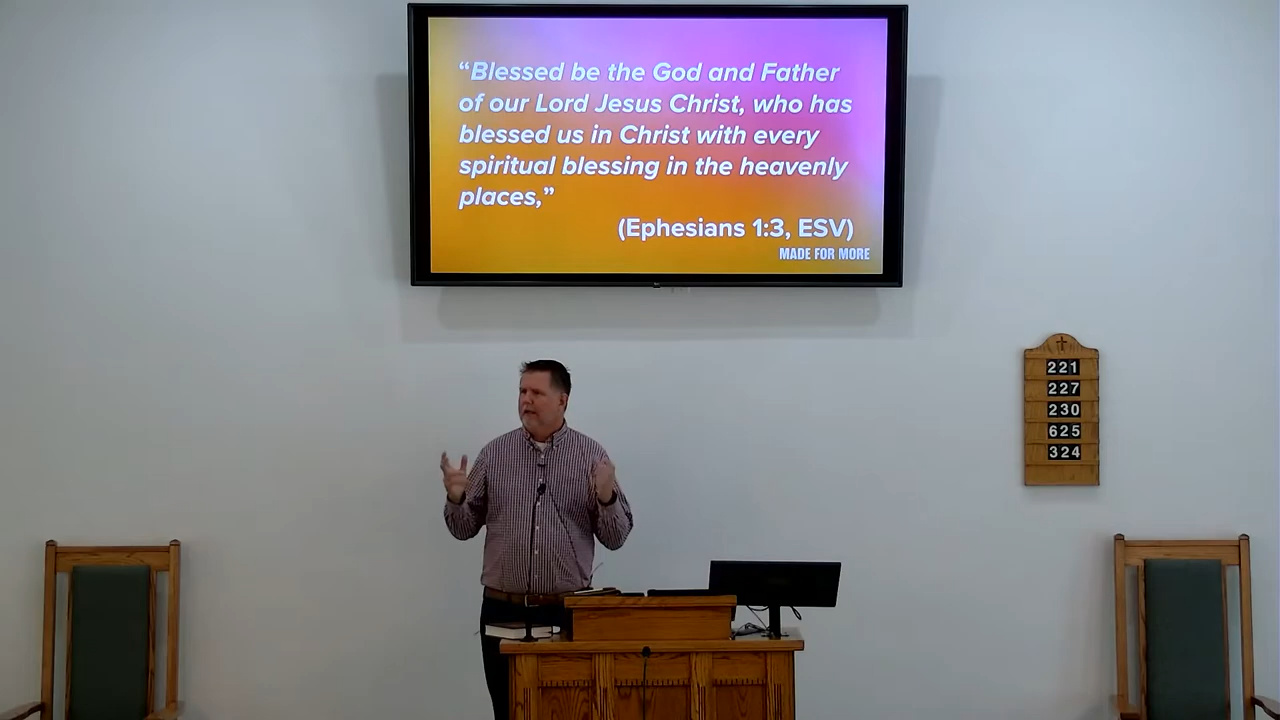 “Blessed be the God and Father
of our Lord Jesus Christ, who has
blessed us in Christ with every
spiritual blessing in the heavenly
places,”
(Ephesians 1:3, ESV)
MADE FOR MORE
221
227
230
625
324